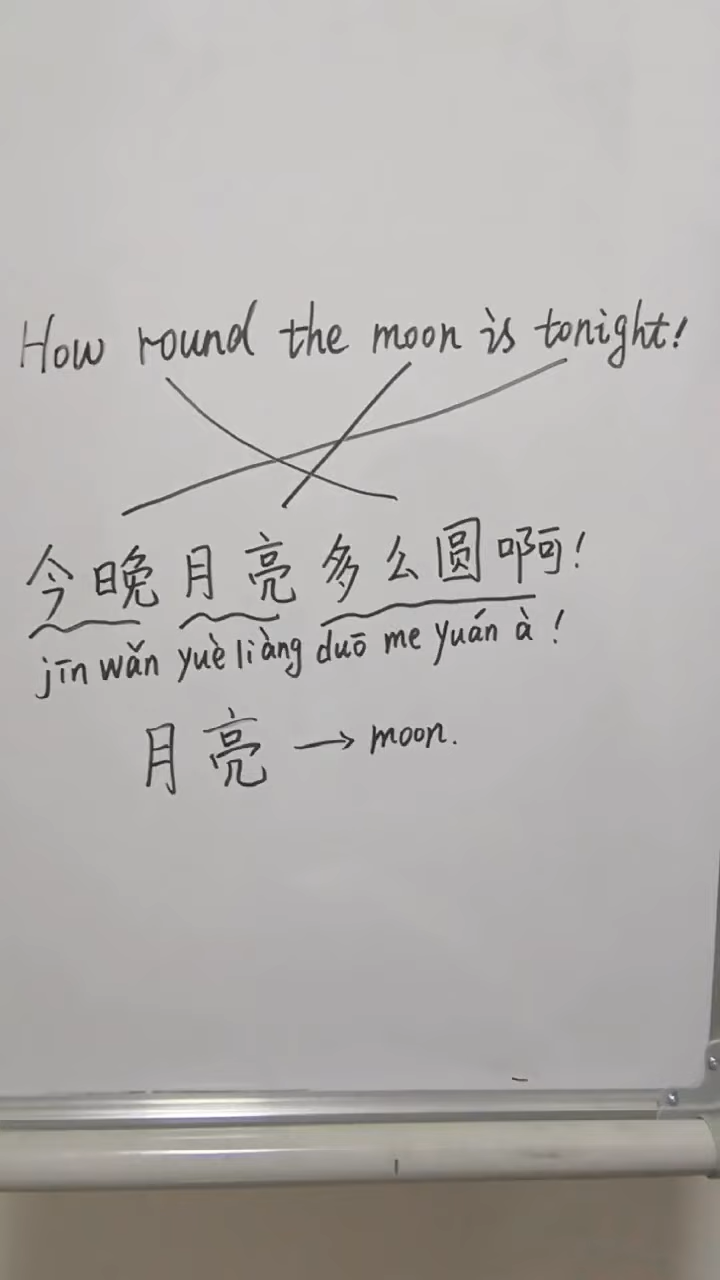 How round the moon is tonight!
今晚月亮多么圆啊!
jīn wǎn yuè liàng duō me yuán à!
月亮→moon.